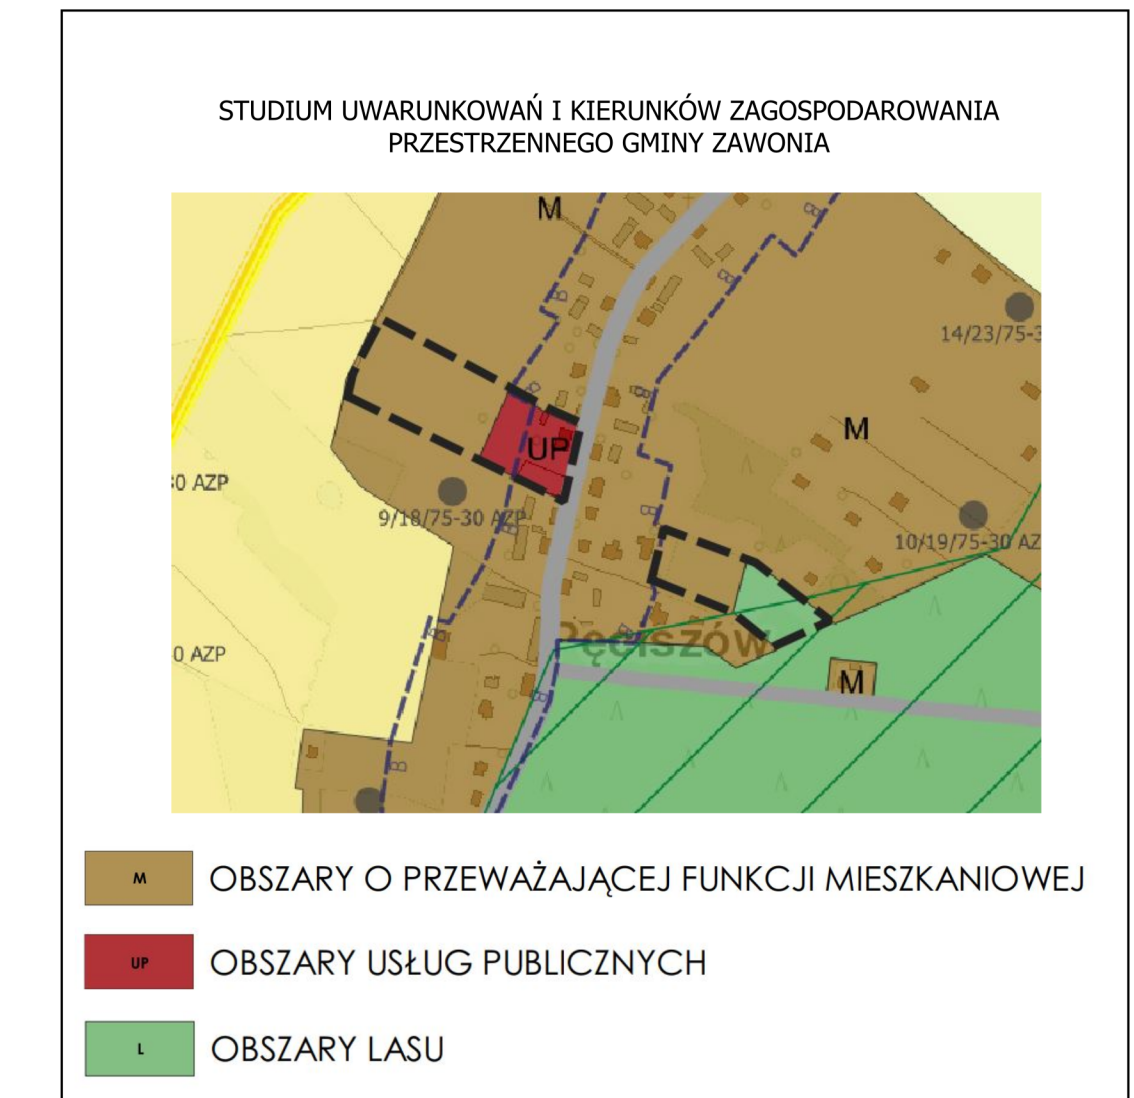 STUDIUM UWARUNKOWAŃ I KIERUNKÓW ZAGOSPODAROWANIA
PRZESTRZENNEGO GMINY ZAWONIA
M
B
B
B
14/23/75-3
B
B
M
UP
:0 AZP
9/18/75-30 AZP
B
B
10/19/75-30 AZ
B
B
0 AZP
M
B
B
M
OBSZARY O PRZEWAŻAJĄCEJ FUNKCJI MIESZKANIOWEJ
UP
OBSZARY USŁUG PUBLICZNYCH
L
OBSZARY LASU